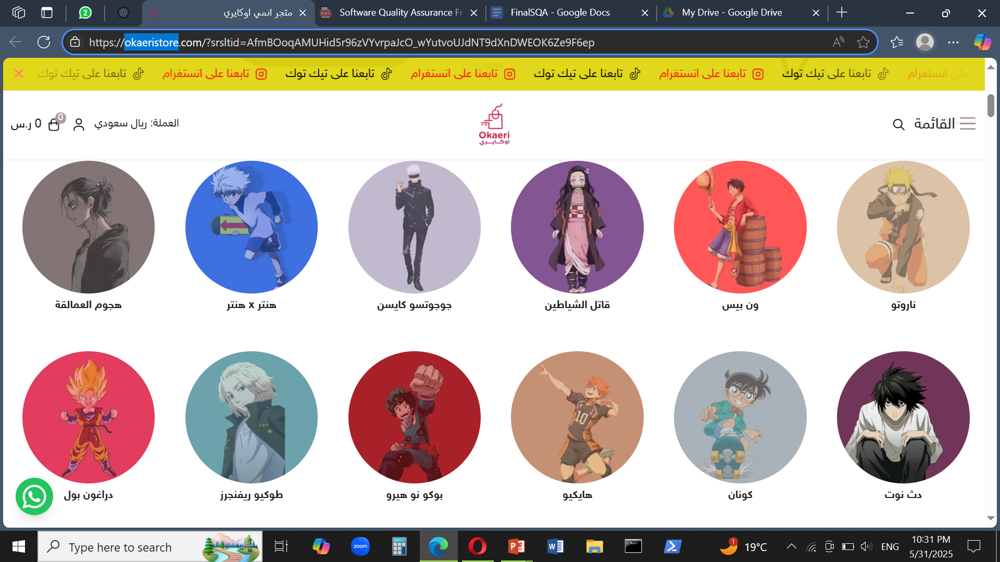 2
متجر انمي اوكايري
Software Quality Assurance Fr
FinalSQA - Google Docs
My Drive - Google Drive
https://okaeristore.com/?srsltid=AfmBOoqAMUHid5r96zVYvrpaJcO_wYutvoUJdNT9dXnDWEOK6Ze9F6ep
تابعنا على انستغرام تابعنا على تيك توك تابعنا على انستغرام تابعنا على تيك توك تابعنا على انستغرام تابعنا على تيك توك تابعنا على انستغرام تابعنا على تيك توك
القائمة
Okaeri
اوكايري
العملة: ريال سعودي
0
0 ر.س
ناروتو
ون بيس
قاتل الشياطين
جوجوتسو كايسن
هنتر x هنتر
هجوم العمالقة
10
دث نوت
كونان
هايكيو
بوكو نو هيرو
طوكيو ريفنجرز
دراغون بول
Type here to search
zoom
1
19°C
ENG
10:31 PM
5/31/2025